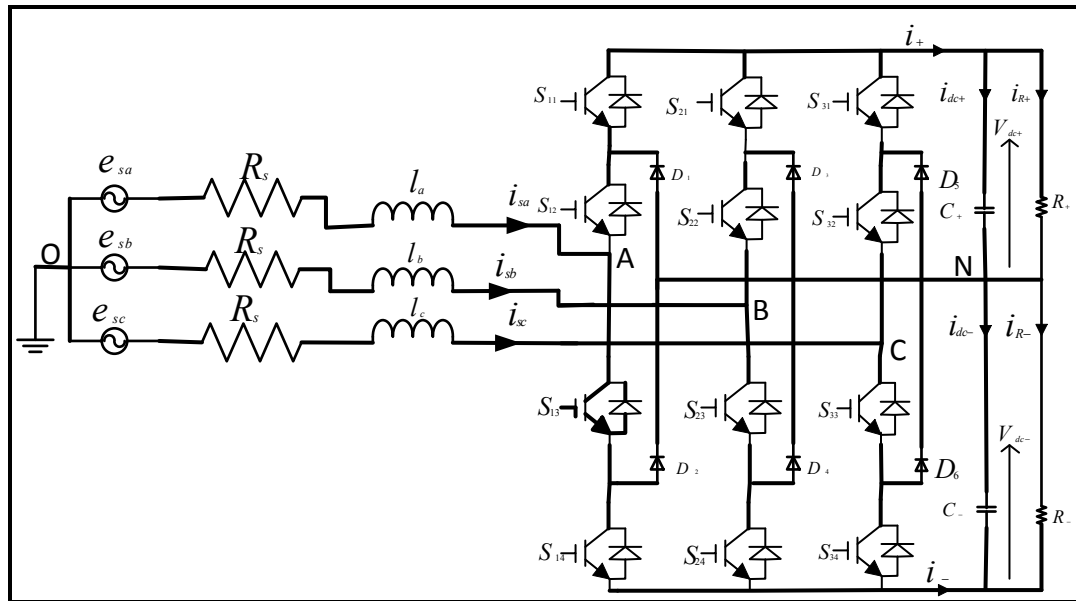 i+
S11
S21
S31
idc+
iR+
Vdc+
esa
Rs
la
isa
D1
D3
D5
S12
S22
S32
C+
R+
O
esb
Rs
lb
isb
A
N
B
esc
Rs
lc
isc
C
idc-
iR-
S13
S23
S33
Vdc-
D2
D4
D6
C-
R-
S14
S24
S34
i-